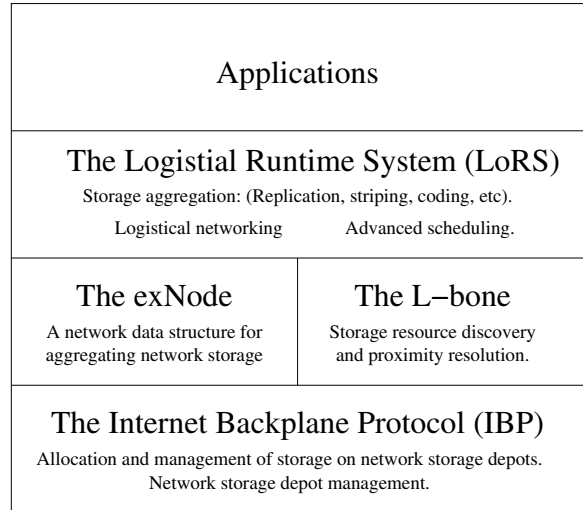 Applications
The Logistial Runtime System (LoRS)
Storage aggregation: (Replication, striping, coding, etc).
Logistical networking Advanced scheduling.
The exNode
A network data structure for
aggregating network storage
The L−bone
Storage resource discovery
and proximity resolution.
The Internet Backplane Protocol (IBP)
Allocation and management of storage on network storage depots.
Network storage depot management.